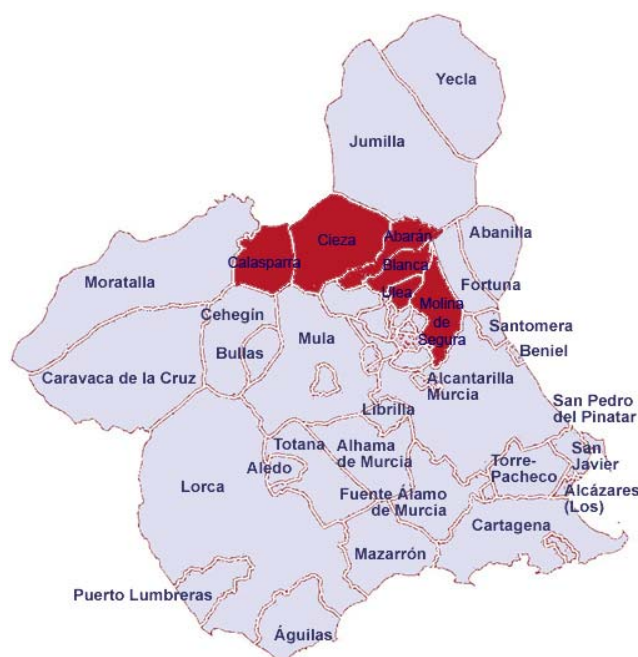 Yecla
Jumilla
Abarán
Cieza
Abanilla
Calasparra
Blanca
Moratalla
Fortuna
Ulea
Molina
de
Segura
Cehegín
Santomera
Mula
Bullas
Beniel
Caravaca de la Cruz
Alcantarilla
Murcia
San Pedro
del Pinatar
Librilla
Totana
Alhama
de Murcia
San
Javier
Aledo
Torre-
Pacheco
Lorca
Fuente Álamo
de Murcia
Alcázares
(Los)
Cartagena
Mazarrón
Puerto Lumbreras
Águilas